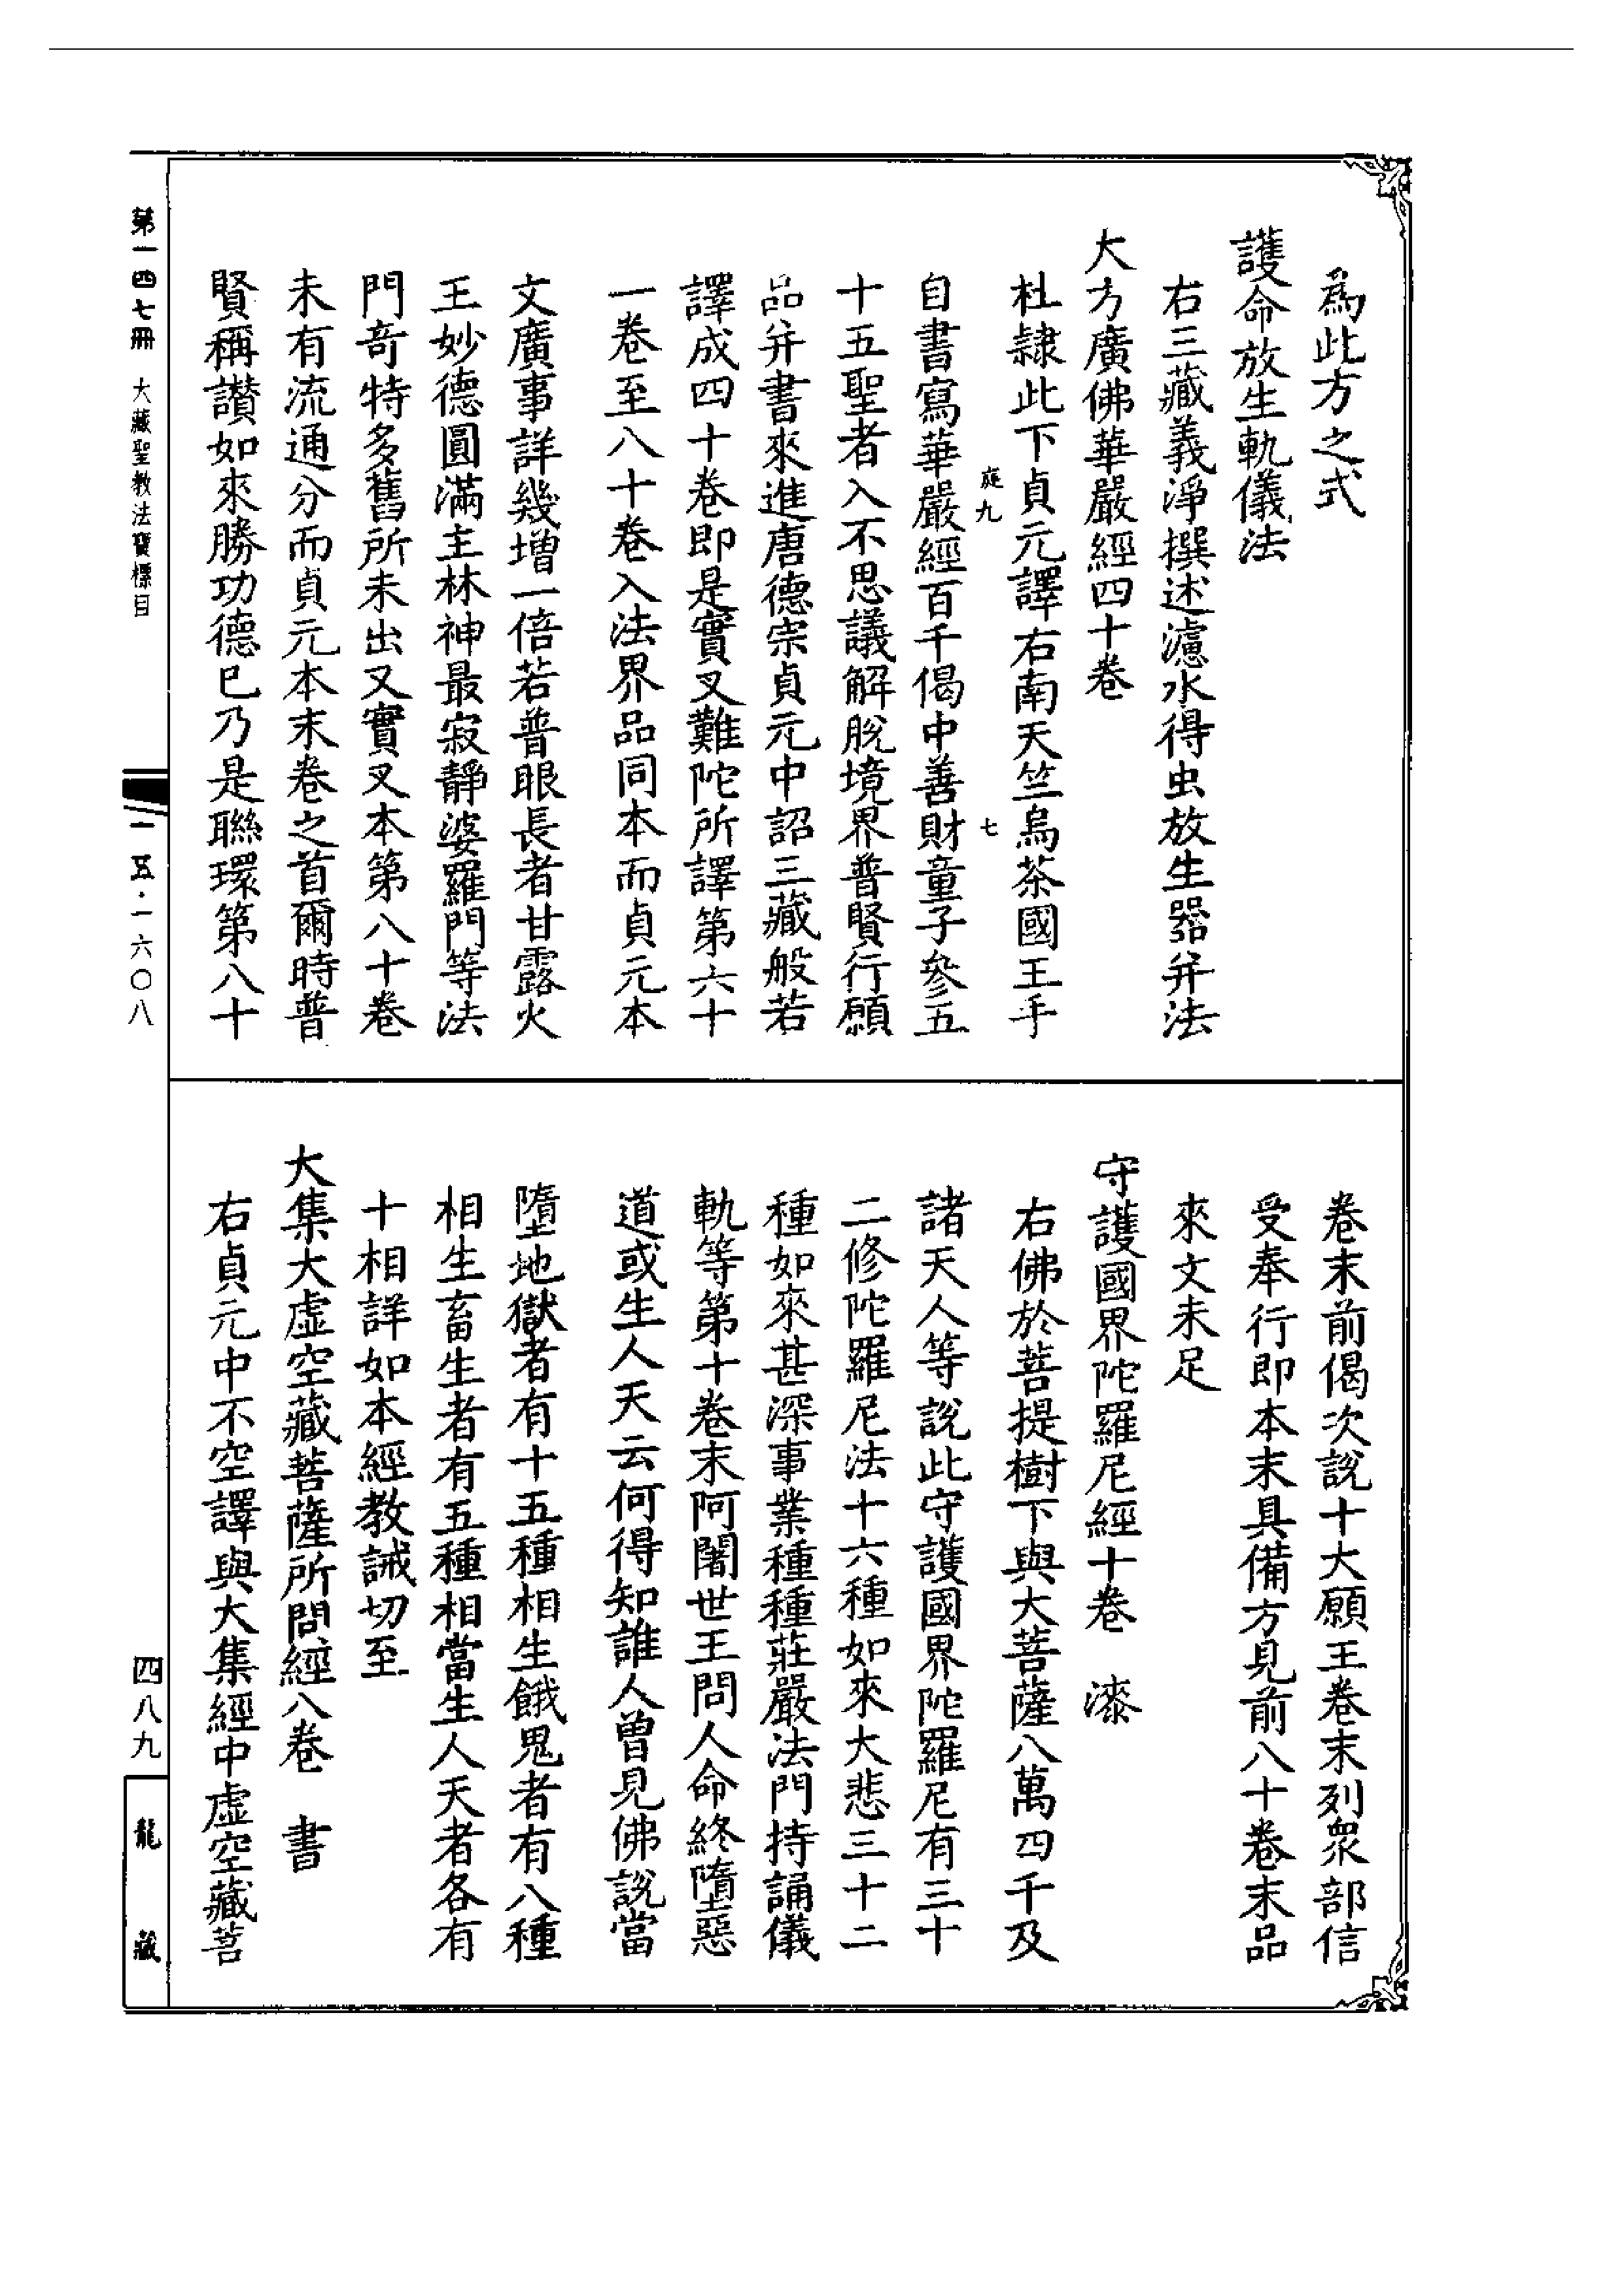 爲此方之式
護命放生軌儀法
右三藏義淨撰述濾水得虫放生器并法
大方廣佛華嚴經四十卷
杜隷此下貞元譯右南天竺烏茶國王手
庭九 七
自書寫華嚴經百千偈中善財童子叅五
十五聖者入不思議解脫境界普賢行願
品并書來進唐德宗貞元中詔三藏般若
譯成四十卷即是實叉難陀所譯第六十
一卷至八十卷入法界品同本而貞元本
文廣事詳幾增一倍若普眼長者甘露火
王妙德圓滿主林神最寂靜婆羅門等法
門竒特多舊所未出又實叉本第八十卷
未有流通分而貞元本末卷之首爾時普
賢稱讃如來勝功德已乃是聯環第八十
卷末前偈次說十大願王卷末列衆部信
受奉行即本末具備方見前八十卷末品
來文未足
守護國界陀羅尼經十卷 漆
右佛於菩提樹下與大菩薩八萬四千及
諸天人等說此守護國界陀羅尼有三十
二修陀羅尼法十六種如來大悲三十二
種如來甚深事業種種莊嚴法門持誦儀
軌等第十卷末阿闍世王問人命終墮惡
道或生人天云何得知誰人曾見佛說當
墮地獄者有十五種相生餓鬼者有八種
相生畜生者有五種相當生人天者各有
十相詳如本經教誡切至
大集大虛空藏菩薩所問經八卷 書
右貞元中不空譯與大集經中虛空藏菩
第一四七冊 大藏聖教法寶標目
一一五·一六〇八
四八九
龍藏